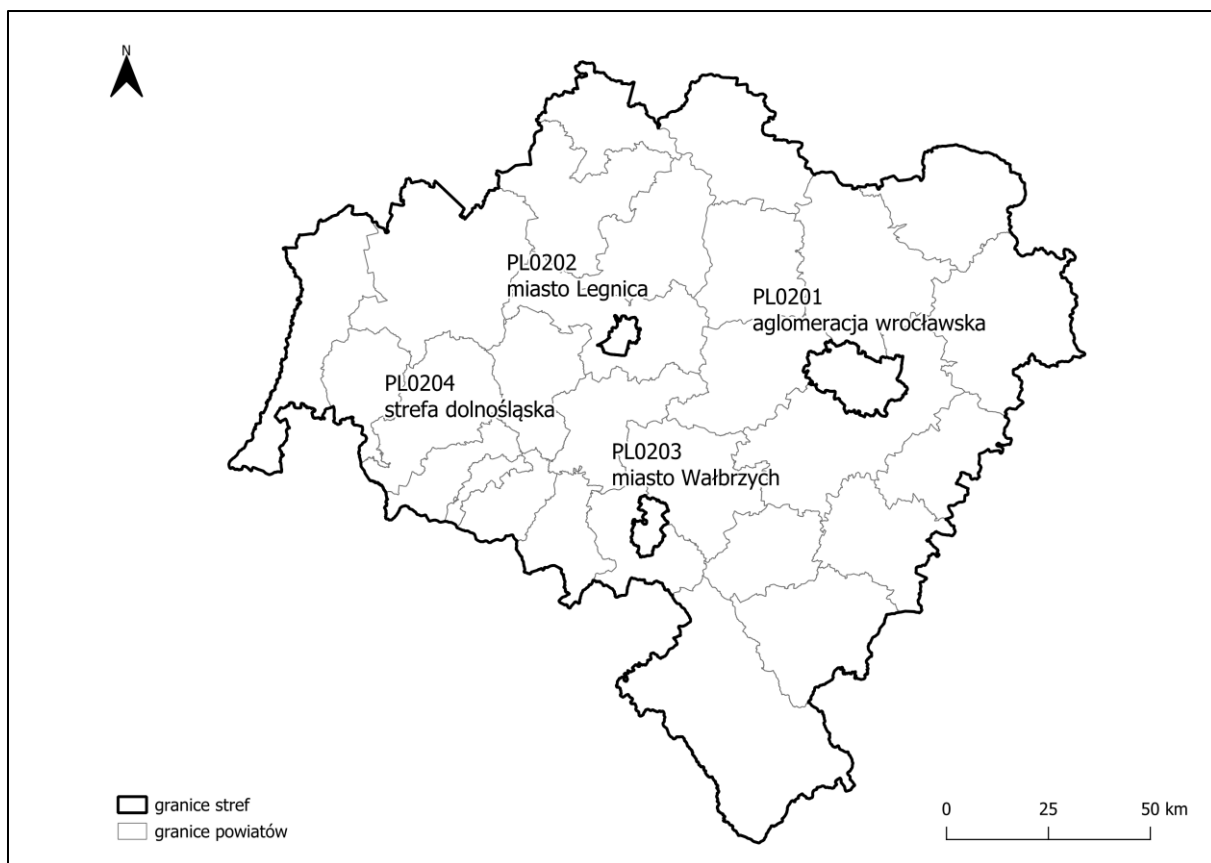 N
PL0202
miasto Legnica
PL0201
aglomeracja wrocławska
PL0204
strefa dolnośląska
PL0203
miasto Wałbrzych
granice stref
granice powiatów
0 25 50 km